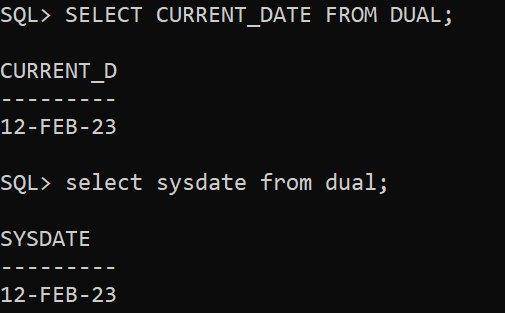 SQL> SELECT CURRENT_DATE FROM DUAL;
CURRENT_D
---------
12-FEB-23
SQL> select sysdate from dual;
SYSDATE
---------
12-FEB-23